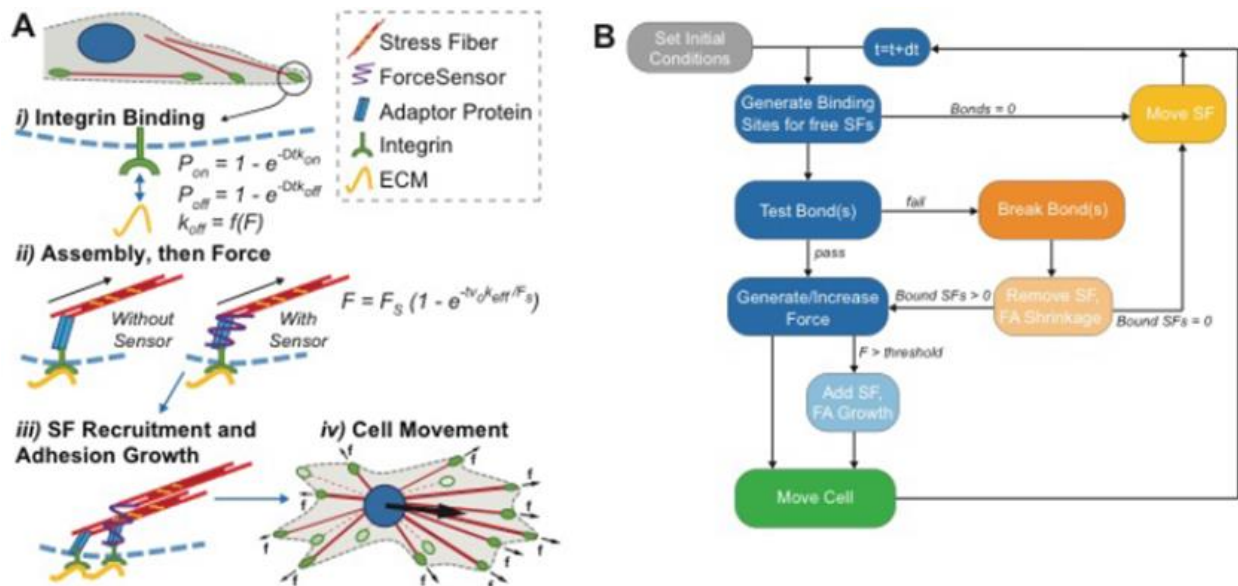 A
Stress Fiber
ForceSensor
Adaptor Protein
Integrin
ECM
i) Integrin Binding
P_on = 1 - e^-Dtk_on
P_off = 1 - e^-Dtk_off
k_off = f(F)
ii) Assembly, then Force
Without
Sensor
With
Sensor
F = F_S (1 - e^-tv_o k_eff/F_s)
iii) SF Recruitment and
Adhesion Growth
iv) Cell Movement
f
f
f
f
f
f
f
f
f
f
f
f
B
Set Initial
Conditions
t=t+dt
Generate Binding
Sites for free SFs
Bonds = 0
Move SF
Test Bond(s)
fail
Break Bond(s)
pass
Generate/Increase
Force
Bound SFs > 0
Remove SF,
FA Shrinkage
Bound SFs = 0
F > threshold
Add SF,
FA Growth
Move Cell